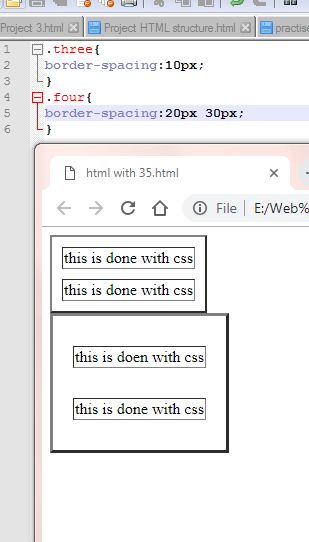 Project 3.html Project HTML structure.html practise
1 .three{
2 border-spacing:10px;
3 }
4 .four{
5 border-spacing:20px 30px;
6 }
html with 35.html
File E:/Web%
this is done with css
this is done with css
this is doen with css
this is done with css